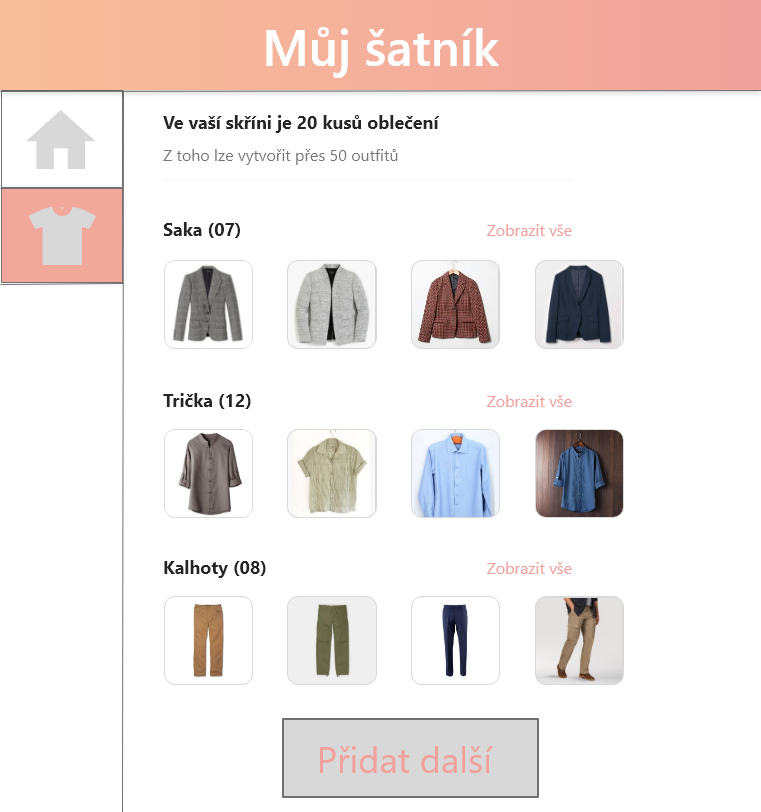 Můj šatník
Ve vaší skříni je 20 kusů oblečení
Z toho lze vytvořit přes 50 outfitů
Saka (07)
Zobrazit vše
Trička (12)
Zobrazit vše
Kalhoty (08)
Zobrazit vše
Přidat další